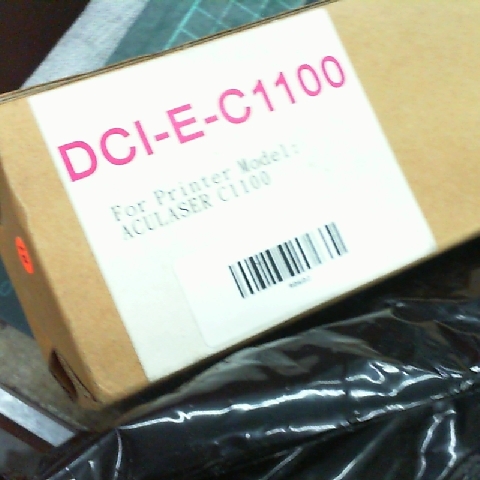 DCI-E-C1100
For Printer Model:
ACULASER C1100